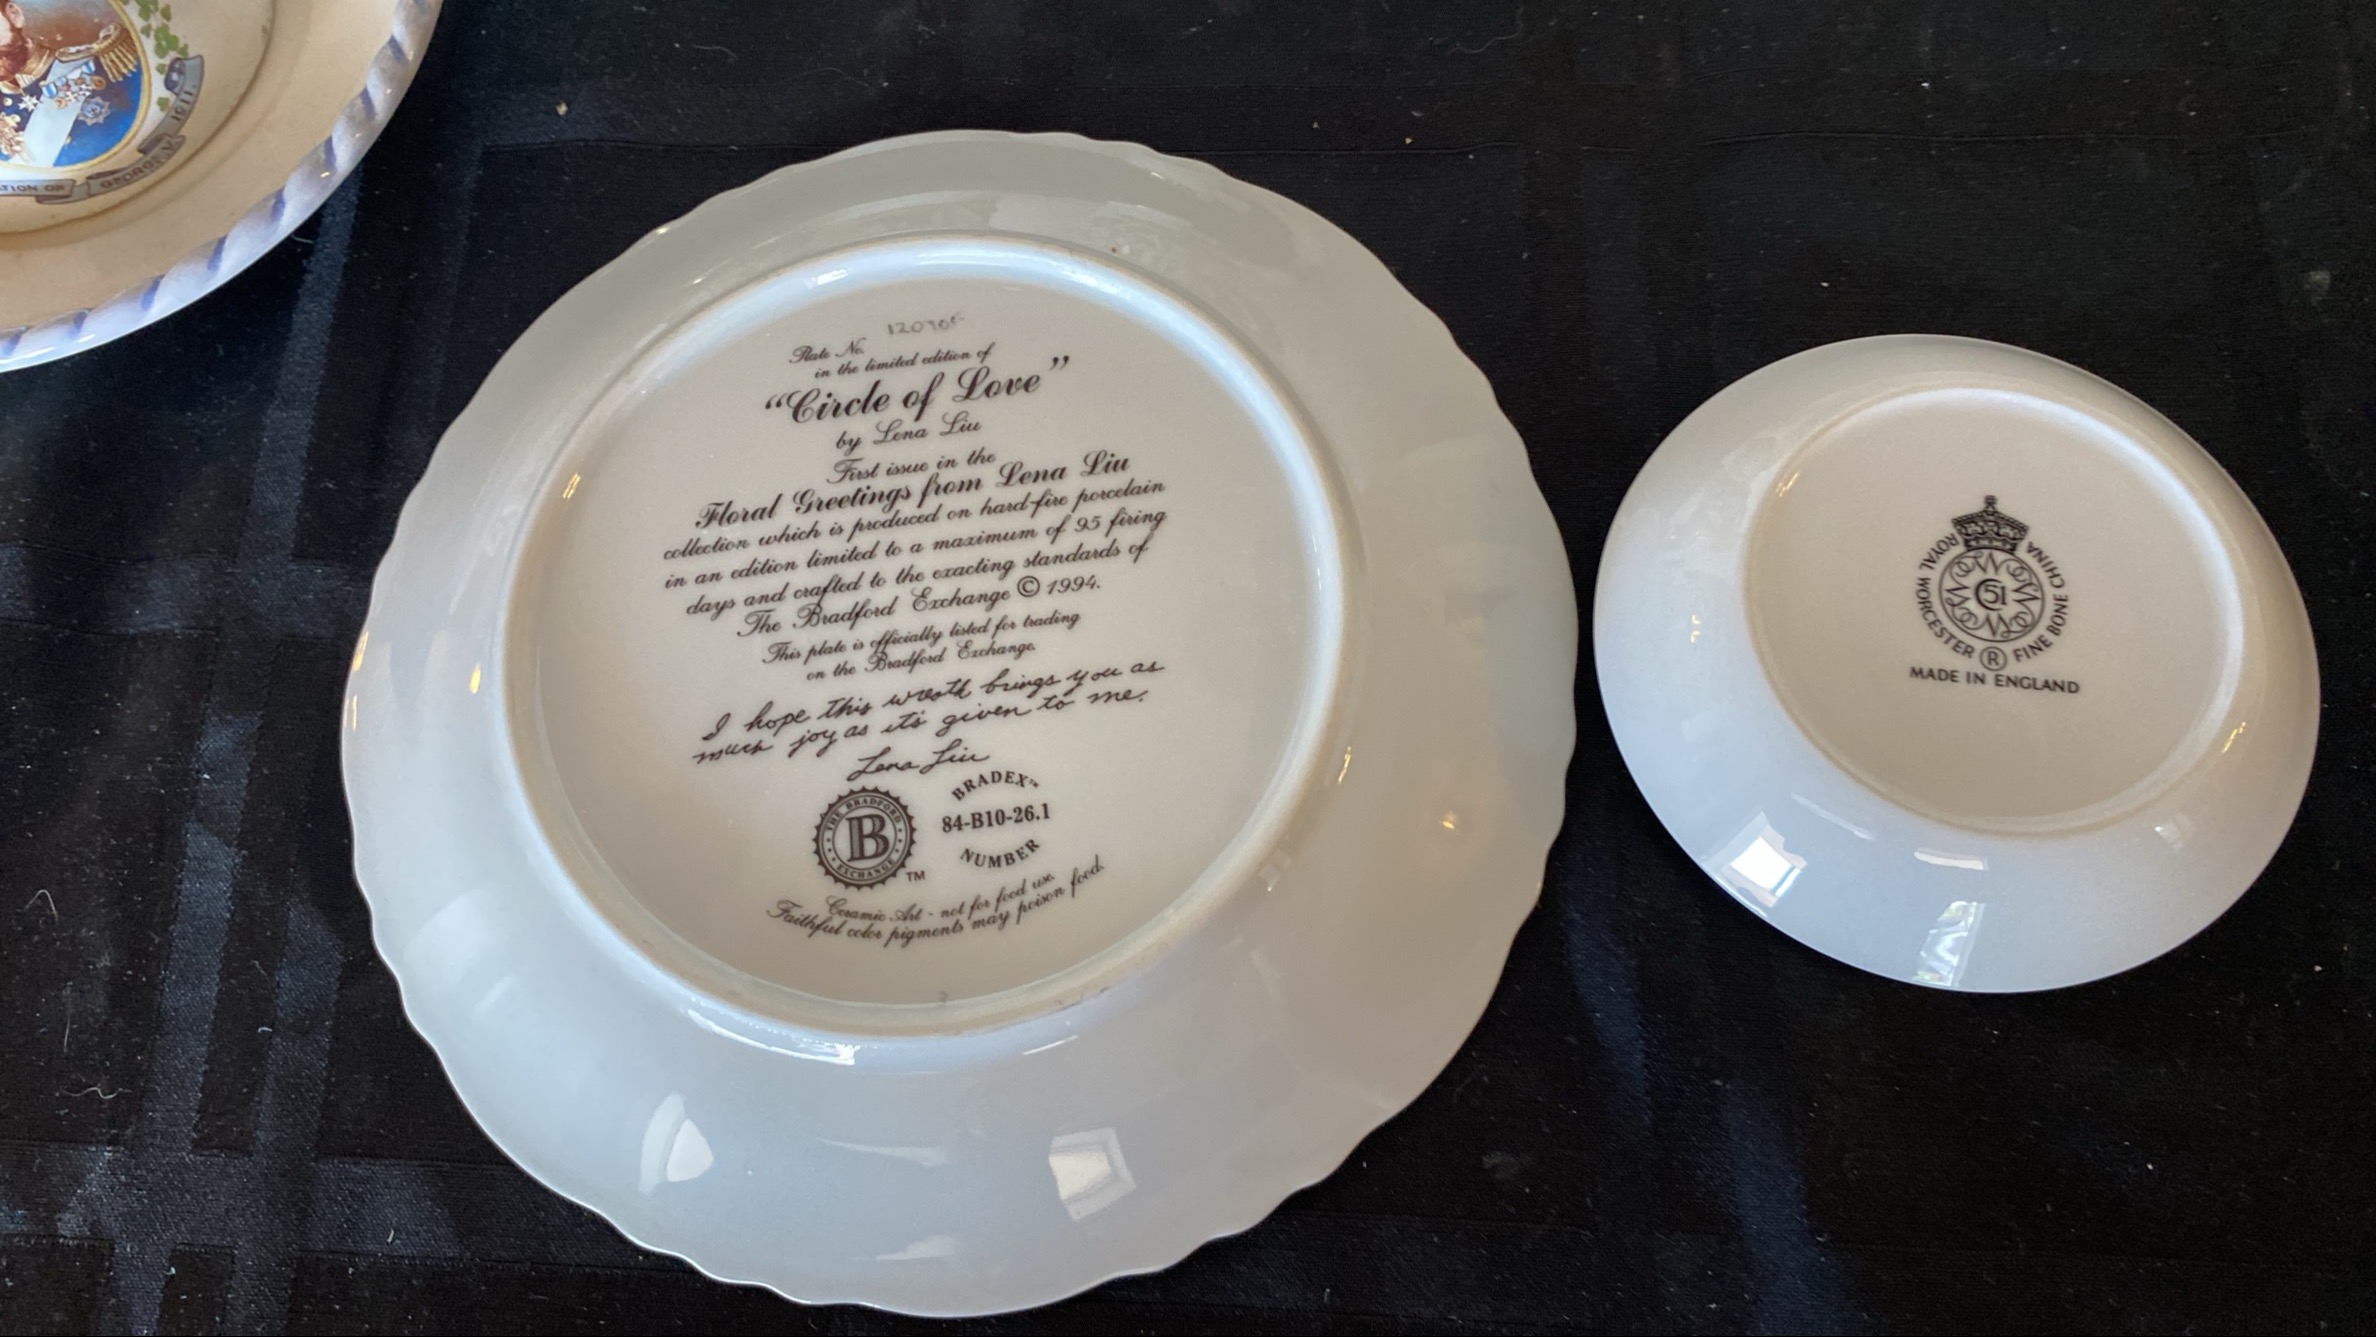 1911.
GEORGE V.
12090F
Plate No.
in the limited edition of
“Circle of Love”
by Lena Liu
First issue in the
Floral Greetings from Lena Liu
collection which is produced on hard-fire porcelain
in an edition limited to a maximum of 95 firing
days and crafted to the exacting standards of
The Bradford Exchange © 1994.
This plate is officially listed for trading
on the Bradford Exchange.
I hope this wreath brings you as
much joy as it's given to me.
Lena Liu
THE BRADFORD
B
EXCHANGE
TM
BRADEX™
84-B10-26.1
NUMBER
Ceramic Art - not for food use.
Faithful color pigments may poison food.
ROYAL WORCESTER ® FINE BONE CHINA
51
MADE IN ENGLAND